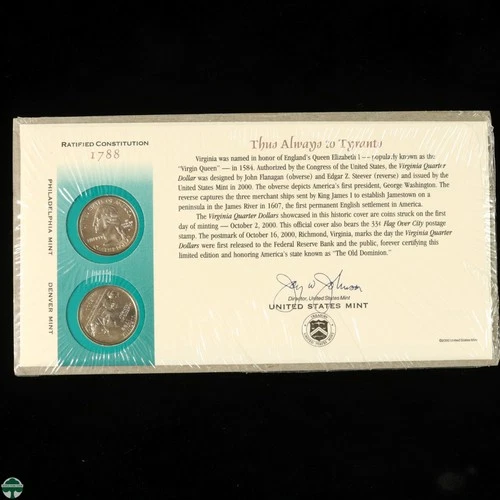 RATIFIED CONSTITUTION
1788
PHILADELPHIA MINT
DENVER MINT
Thus Always to Tyrants
Virginia was named in honor of England's Queen Elizabeth I — popularly known as the
"Virgin Queen" — in 1584. Authorized by the Congress of the United States, the Virginia Quarter
Dollar was designed by John Flanagan (obverse) and Edgar Z. Steever (reverse) and issued by the
United States Mint in 2000. The obverse depicts America's first president, George Washington. The
reverse captures the three merchant ships sent by King James I to establish Jamestown on a
peninsula in the James River in 1607, the first permanent English settlement in America.
The Virginia Quarter Dollars showcased in this historic cover are coins struck on the first
day of minting — October 2, 2000. This official cover also bears the 33¢ Flag Over City postage
stamp. The postmark of October 16, 2000, Richmond, Virginia, marks the day the Virginia Quarter
Dollars were first released to the Federal Reserve Bank and the public, forever certifying this
limited edition and honoring America's state known as "The Old Dominion."
Jay W Johnson
Director, United States Mint
UNITED STATES MINT
©2000 United States Mint